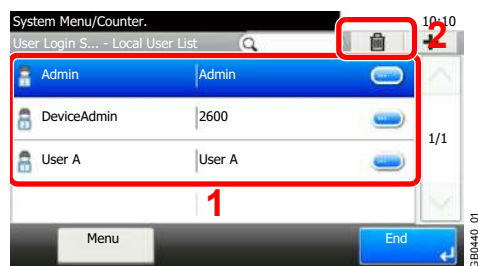 System Menu/Counter.
10:10
User Login S... - Local User List
2
Admin
Admin
DeviceAdmin
2600
1/1
User A
User A
1
Menu
End
GB0440_01